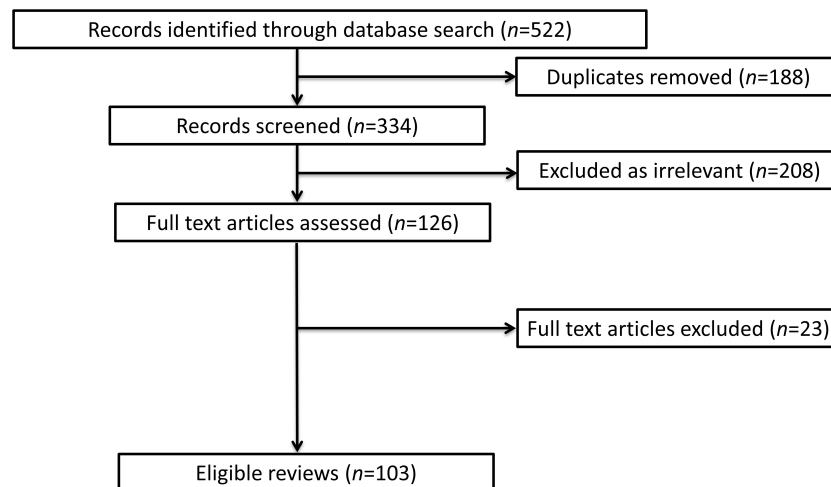 Records identified through database search (n=522)
Duplicates removed (n=188)
Records screened (n=334)
Excluded as irrelevant (n=208)
Full text articles assessed (n=126)
Full text articles excluded (n=23)
Eligible reviews (n=103)